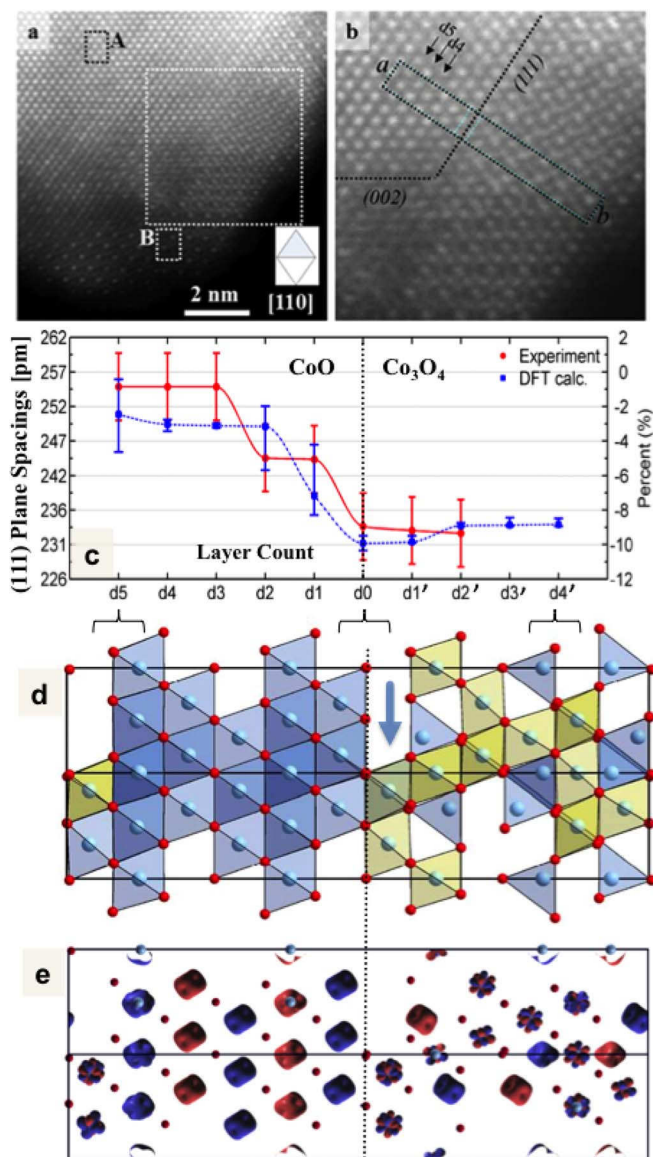 a
A
B
2 nm
[110]
b
d5
d4
a
(111)
(002)
b
(111) Plane Spacings [pm]
262
257
252
247
242
236
231
226
CoO
Co₃O₄
Experiment
DFT calc.
Layer Count
c
2
0
-2
-4
-6
-8
-10
-12
Percent (%)
d5 d4 d3 d2 d1 d0 d1′ d2′ d3′ d4′
d
e